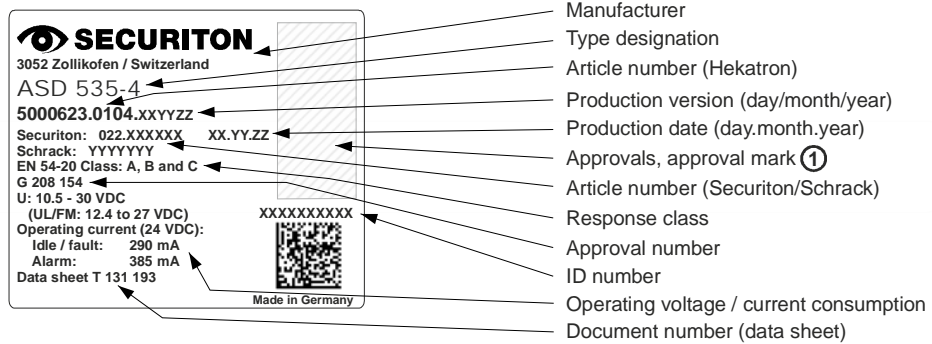 SECURITON
3052 Zollikofen / Switzerland
ASD 535-4
5000623.0104.XXYYZZ
Securiton: 022.XXXXXX XX.YY.ZZ
Schrack: YYYYYYY
EN 54-20 Class: A, B and C
G 208 154
U: 10.5 - 30 VDC
(UL/FM: 12.4 to 27 VDC)
Operating current (24 VDC):
Idle / fault: 290 mA
Alarm: 385 mA
Data sheet T 131 193
XXXXXXXXXX
Made in Germany
Manufacturer
Type designation
Article number (Hekatron)
Production version (day/month/year)
Production date (day.month.year)
Approvals, approval mark 1
Article number (Securiton/Schrack)
Response class
Approval number
ID number
Operating voltage / current consumption
Document number (data sheet)